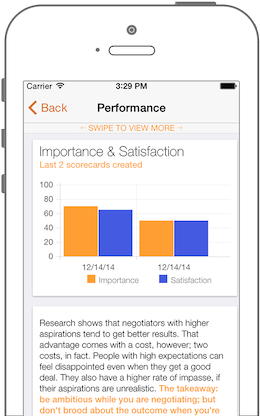 Carrier 3:29 PM
Back Performance
← SWIPE TO VIEW MORE →
Importance & Satisfaction
Last 2 scorecards created
100
80
60
40
20
0
12/14/14 12/14/14
Importance Satisfaction
Research shows that negotiators with higher
aspirations tend to get better results. That
advantage comes with a cost, however; two
costs, in fact. People with high expectations can
feel disappointed even when they get a good
deal. They also have a higher rate of impasse, if
their aspirations are unrealistic. The takeaway:
be ambitious while you are negotiating; but
don't brood about the outcome when you're